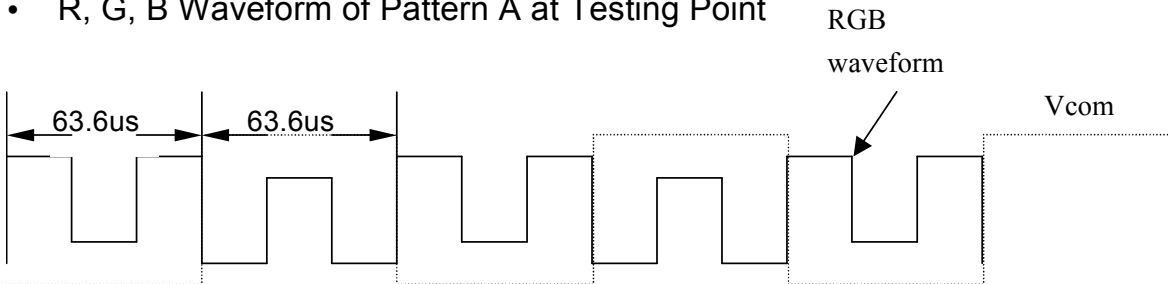 • R, G, B Waveform of Pattern A at Testing Point
RGB
waveform
Vcom
63.6us 63.6us